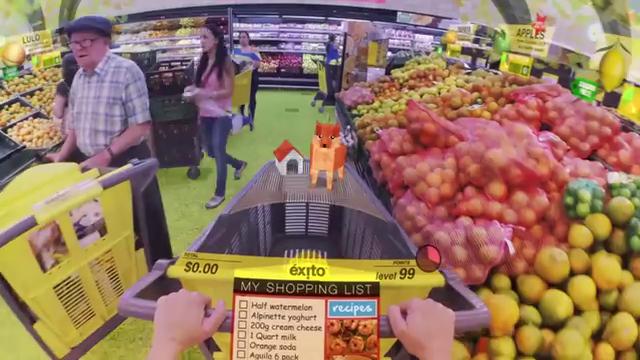 LULO
APPLES
TOTAL
$0.00
éxito
POINTS
level 99
MY SHOPPING LIST
Half watermelon
Alpinette yoghurt
200g cream cheese
1 Quart milk
Orange soda
Aguila 6 pack
recipes